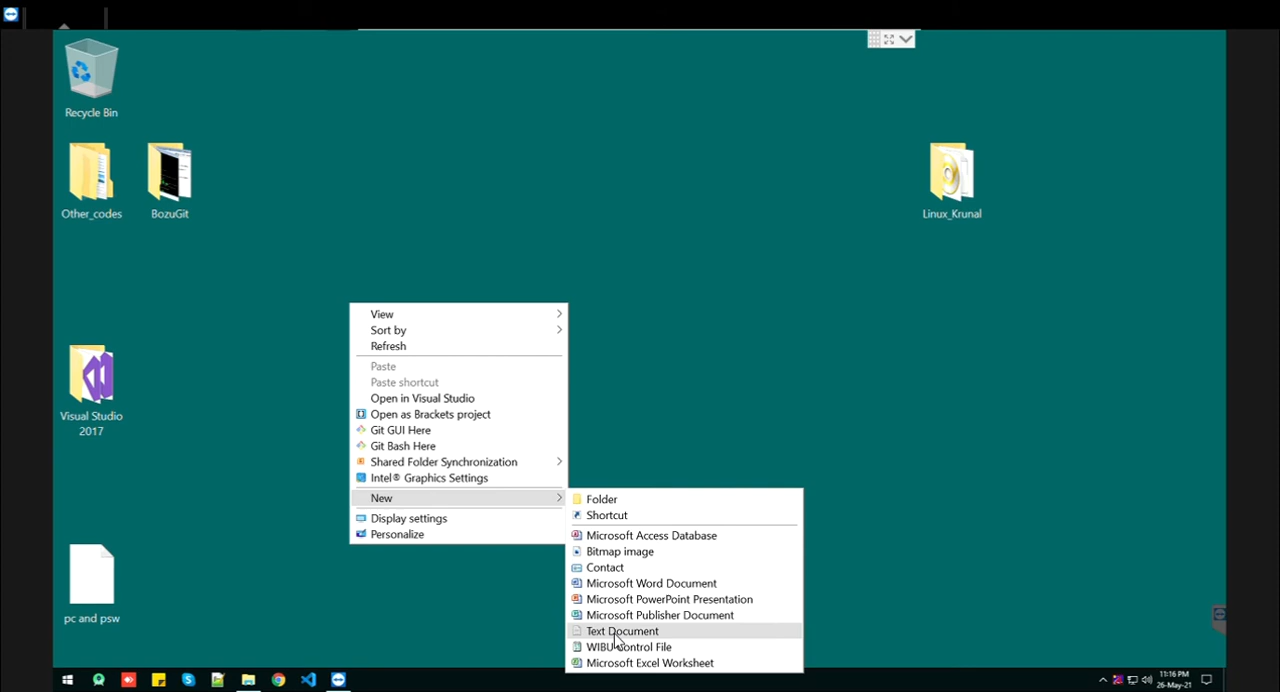 Recycle Bin
Other_codes
BozuGit
Linux_Krunal
Visual Studio
2017
pc and psw
View
Sort by
Refresh
Paste
Paste shortcut
Open in Visual Studio
Open as Brackets project
Git GUI Here
Git Bash Here
Shared Folder Synchronization
Intel® Graphics Settings
New
Display settings
Personalize
Folder
Shortcut
Microsoft Access Database
Bitmap image
Contact
Microsoft Word Document
Microsoft PowerPoint Presentation
Microsoft Publisher Document
Text Document
WIBU-Control File
Microsoft Excel Worksheet
11:16 PM
26-May-21